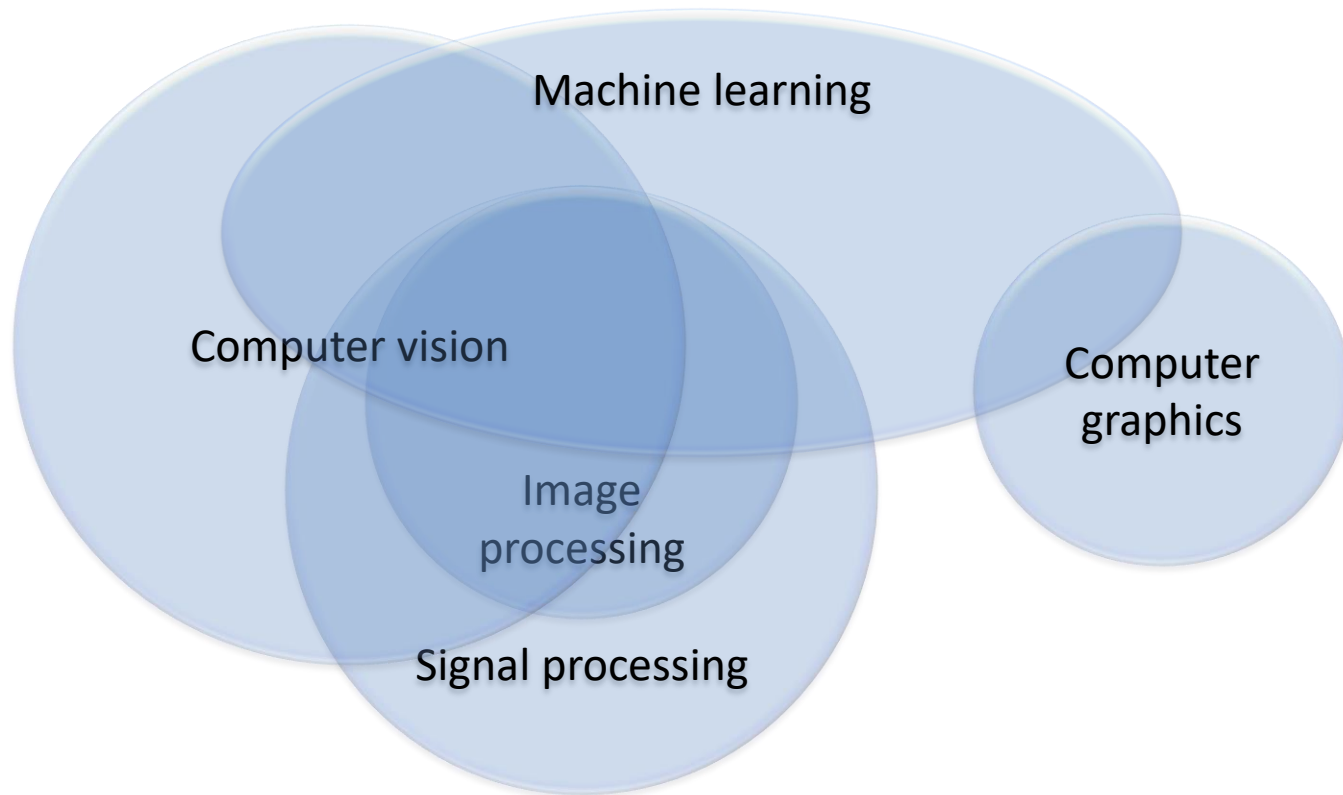 Machine learning
Computer vision
Computer
graphics
Image
processing
Signal processing